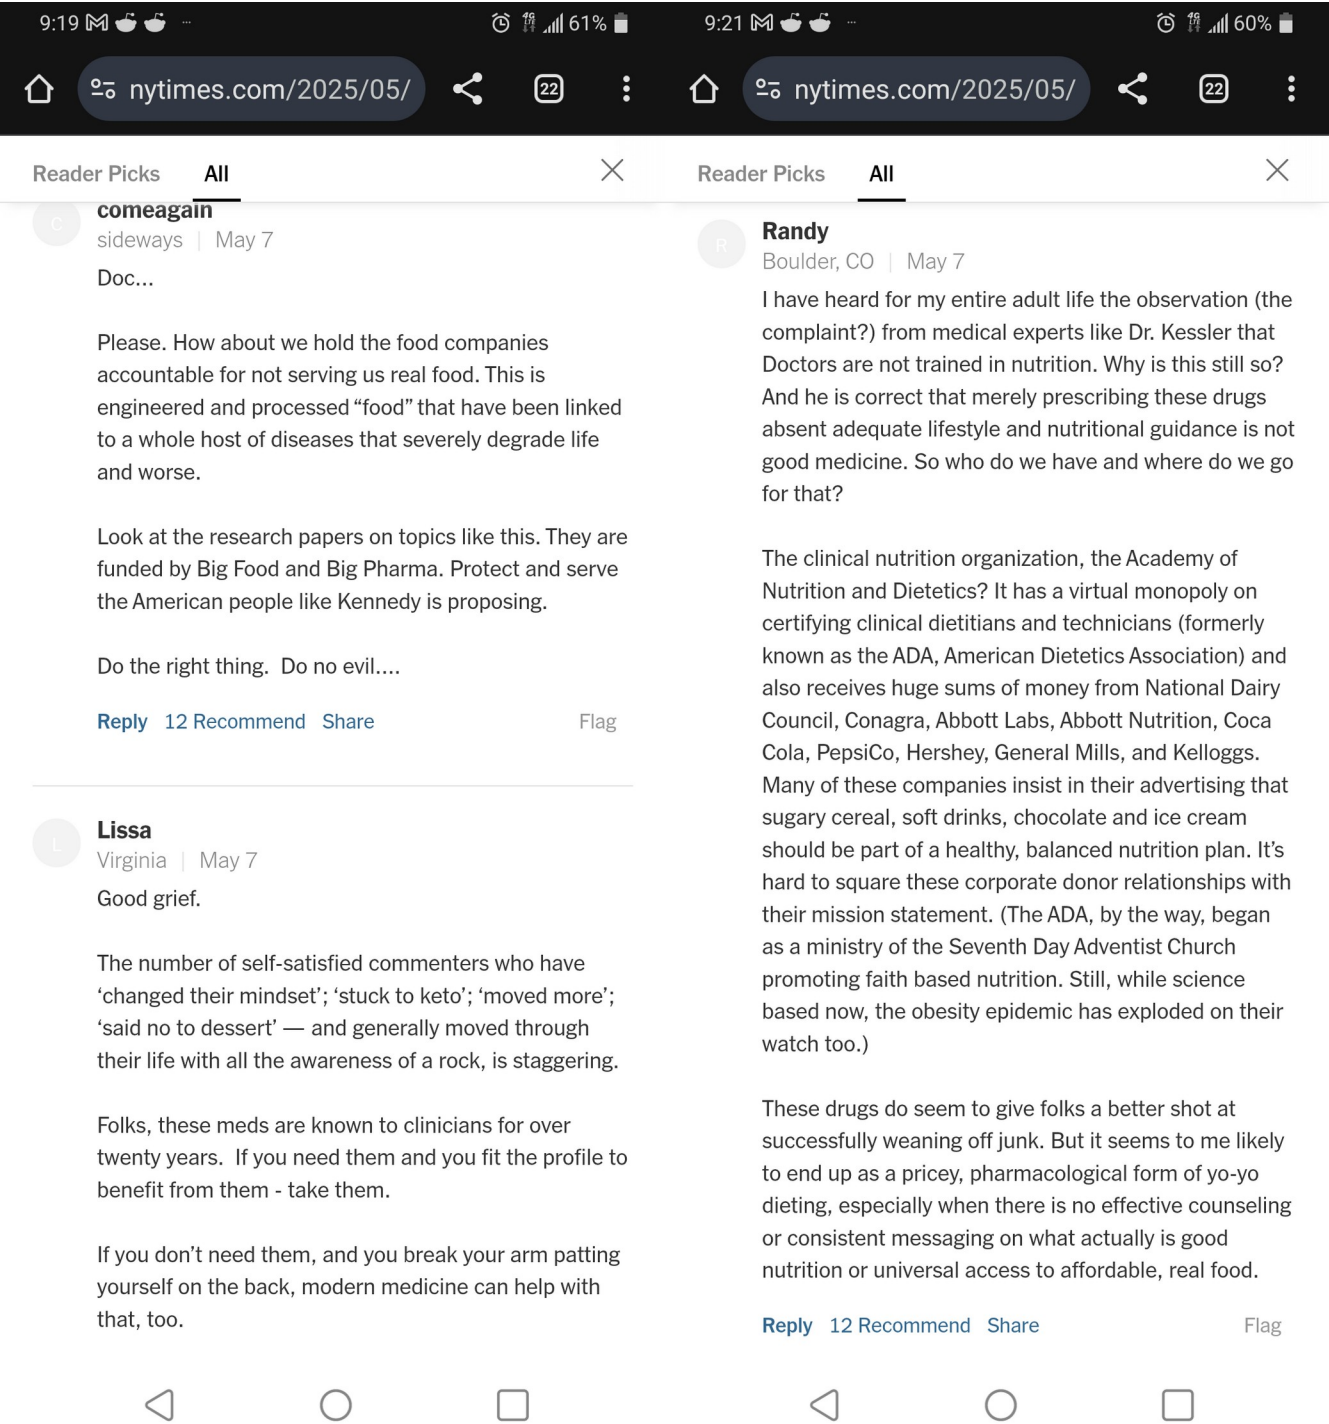 9:19 ... 4G LTE 61%
nytimes.com/2025/05/ 22
Reader Picks All
C
comeagain
sideways | May 7
Doc...
Please. How about we hold the food companies
accountable for not serving us real food. This is
engineered and processed “food” that have been linked
to a whole host of diseases that severely degrade life
and worse.
Look at the research papers on topics like this. They are
funded by Big Food and Big Pharma. Protect and serve
the American people like Kennedy is proposing.
Do the right thing.  Do no evil....
Reply 12 Recommend Share Flag
L
Lissa
Virginia | May 7
Good grief.
The number of self-satisfied commenters who have
‘changed their mindset’; ‘stuck to keto’; ‘moved more’;
‘said no to dessert’ — and generally moved through
their life with all the awareness of a rock, is staggering.
Folks, these meds are known to clinicians for over
twenty years.  If you need them and you fit the profile to
benefit from them - take them.
If you don’t need them, and you break your arm patting
yourself on the back, modern medicine can help with
that, too.
9:21 ... 4G LTE 60%
nytimes.com/2025/05/ 22
Reader Picks All
R
Randy
Boulder, CO | May 7
I have heard for my entire adult life the observation (the
complaint?) from medical experts like Dr. Kessler that
Doctors are not trained in nutrition. Why is this still so?
And he is correct that merely prescribing these drugs
absent adequate lifestyle and nutritional guidance is not
good medicine. So who do we have and where do we go
for that?
The clinical nutrition organization, the Academy of
Nutrition and Dietetics? It has a virtual monopoly on
certifying clinical dietitians and technicians (formerly
known as the ADA, American Dietetics Association) and
also receives huge sums of money from National Dairy
Council, Conagra, Abbott Labs, Abbott Nutrition, Coca
Cola, PepsiCo, Hershey, General Mills, and Kelloggs.
Many of these companies insist in their advertising that
sugary cereal, soft drinks, chocolate and ice cream
should be part of a healthy, balanced nutrition plan. It’s
hard to square these corporate donor relationships with
their mission statement. (The ADA, by the way, began
as a ministry of the Seventh Day Adventist Church
promoting faith based nutrition. Still, while science
based now, the obesity epidemic has exploded on their
watch too.)
These drugs do seem to give folks a better shot at
successfully weaning off junk. But it seems to me likely
to end up as a pricey, pharmacological form of yo-yo
dieting, especially when there is no effective counseling
or consistent messaging on what actually is good
nutrition or universal access to affordable, real food.
Reply 12 Recommend Share Flag